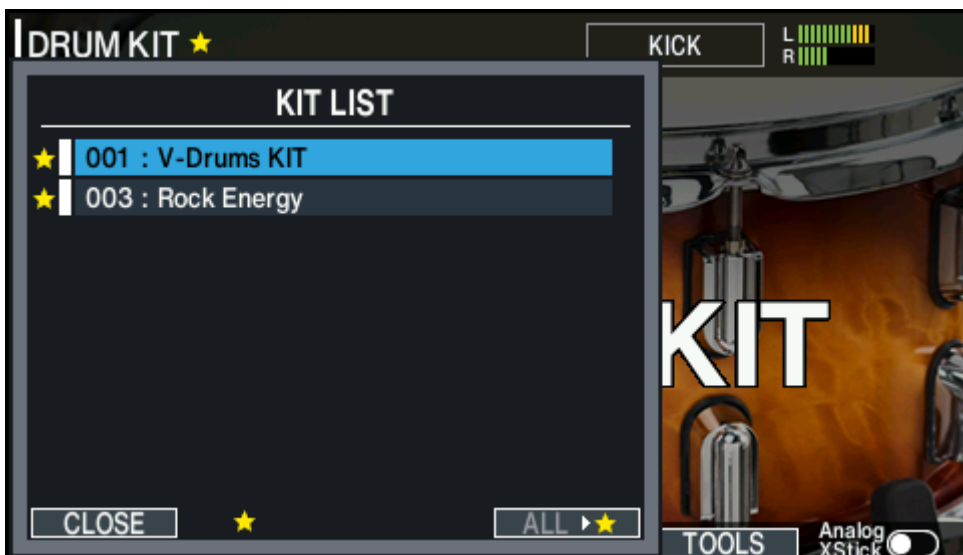 DRUM KIT
KICK
L
R
KIT LIST
001 : V-Drums KIT
003 : Rock Energy
KIT
CLOSE
ALL
TOOLS
Analog
XStick